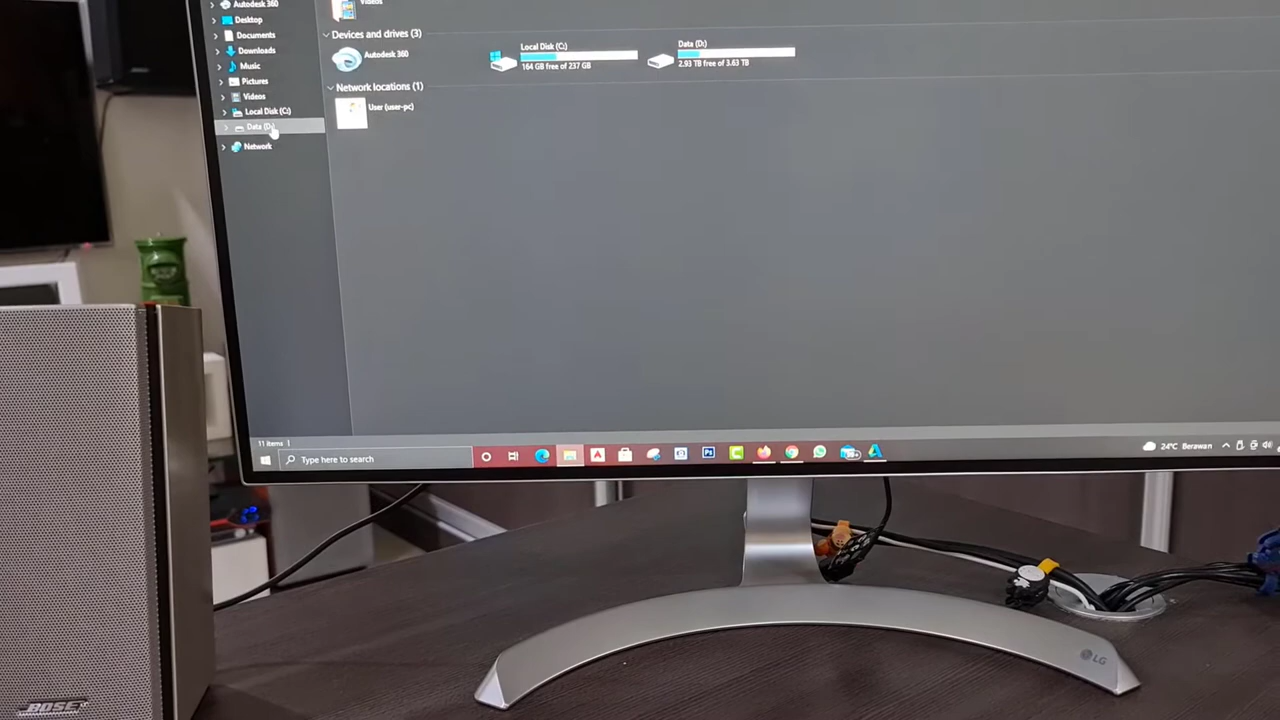 Autodesk 360
Videos
Desktop
Documents
Downloads
Music
Pictures
Videos
Local Disk (C:)
Data (D:)
Network
Devices and drives (3)
Autodesk 360
Local Disk (C:)
164 GB free of 237 GB
Data (D:)
2.93 TB free of 3.63 TB
Network locations (1)
User (user-pc)
11 items
Type here to search
24°C Berawan
LG
BOSE